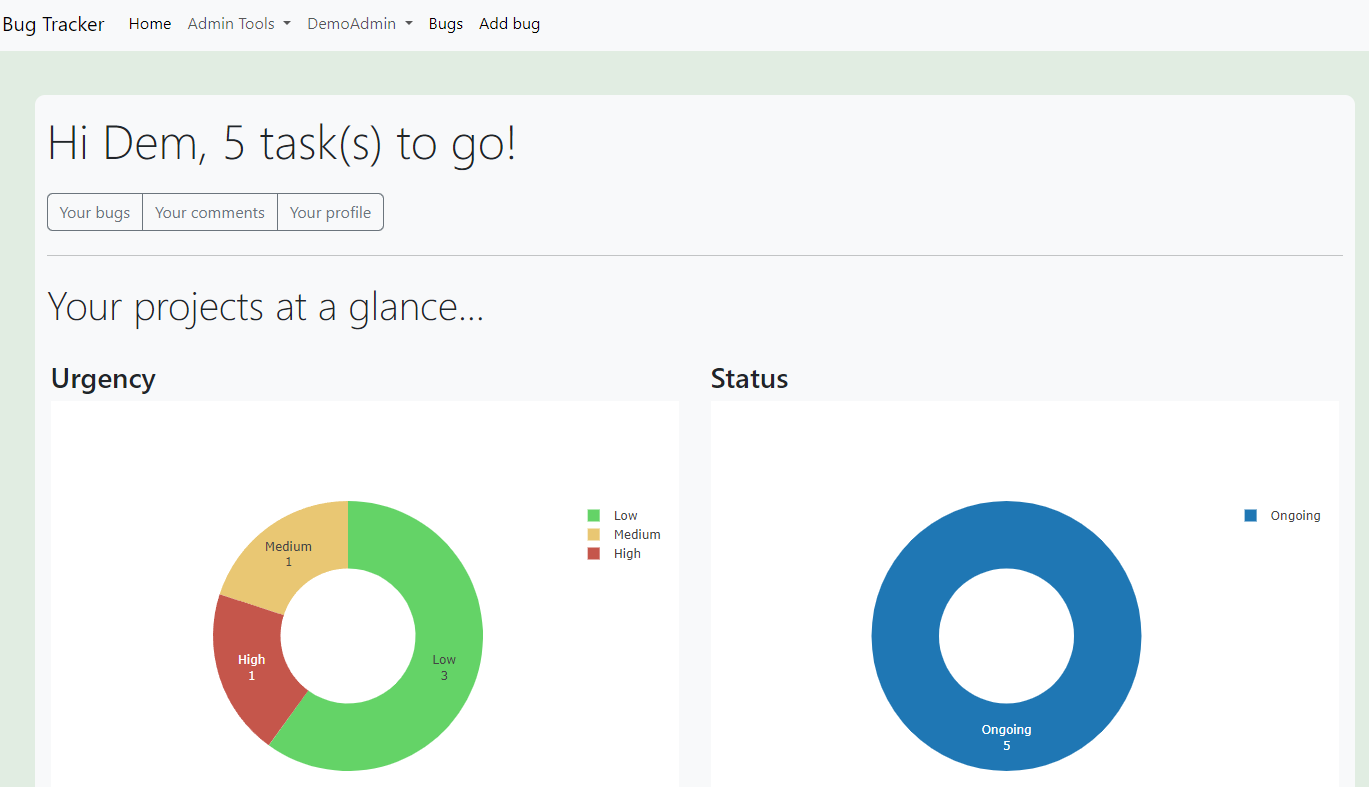 Bug Tracker Home Admin Tools DemoAdmin Bugs Add bug
Hi Dem, 5 task(s) to go!
Your bugs Your comments Your profile
Your projects at a glance...
Urgency
Low
Medium
High
Medium
1
High
1
Low
3
Status
Ongoing
Ongoing
5